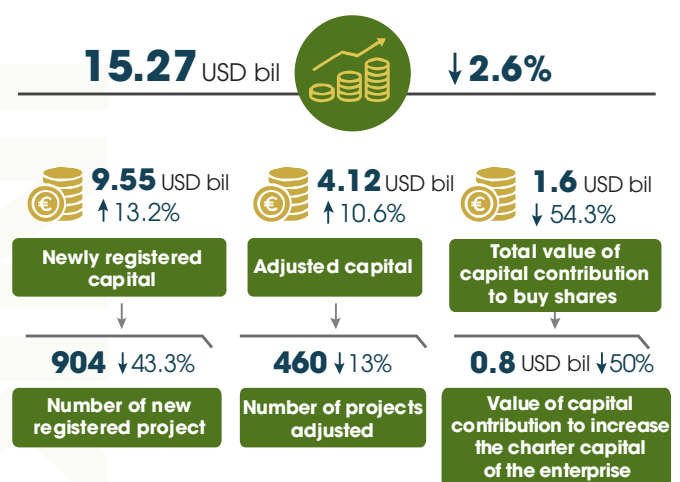 15.27 USD bil ↓2.6%
9.55 USD bil
↑13.2%
4.12 USD bil
↑10.6%
1.6 USD bil
↓ 54.3%
Newly registered
capital
Adjusted capital
Total value of
capital contribution
to buy shares
904 ↓43.3%
460 ↓13%
0.8 USD bil ↓50%
Number of new
registered project
Number of projects
adjusted
Value of capital
contribution to increase
the charter capital
of the enterprise